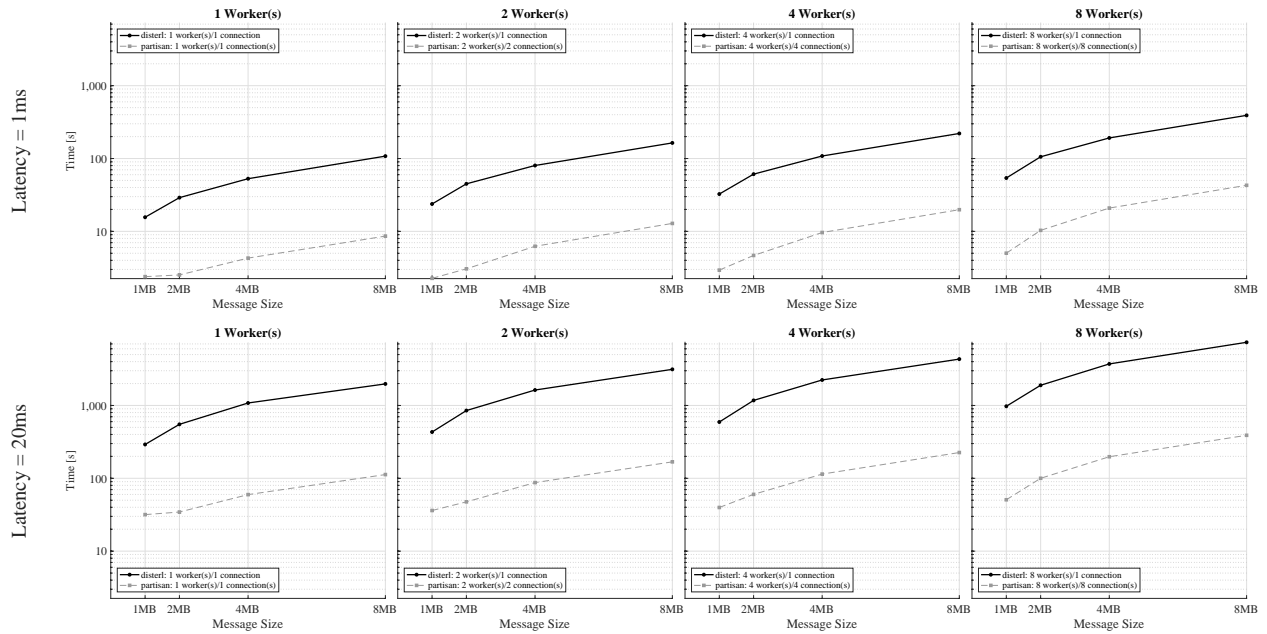 Latency = 1ms
1 Worker(s)
disterl: 1 worker(s)/1 connection
partisan: 1 worker(s)/1 connection(s)
1,000
100
10
Time [s]
1MB 2MB 4MB 8MB
Message Size
2 Worker(s)
disterl: 2 worker(s)/1 connection
partisan: 2 worker(s)/2 connection(s)
1MB 2MB 4MB 8MB
Message Size
4 Worker(s)
disterl: 4 worker(s)/1 connection
partisan: 4 worker(s)/4 connection(s)
1MB 2MB 4MB 8MB
Message Size
8 Worker(s)
disterl: 8 worker(s)/1 connection
partisan: 8 worker(s)/8 connection(s)
1MB 2MB 4MB 8MB
Message Size
Latency = 20ms
1 Worker(s)
1,000
100
10
Time [s]
disterl: 1 worker(s)/1 connection
partisan: 1 worker(s)/1 connection(s)
1MB 2MB 4MB 8MB
Message Size
2 Worker(s)
disterl: 2 worker(s)/1 connection
partisan: 2 worker(s)/2 connection(s)
1MB 2MB 4MB 8MB
Message Size
4 Worker(s)
disterl: 4 worker(s)/1 connection
partisan: 4 worker(s)/4 connection(s)
1MB 2MB 4MB 8MB
Message Size
8 Worker(s)
disterl: 8 worker(s)/1 connection
partisan: 8 worker(s)/8 connection(s)
1MB 2MB 4MB 8MB
Message Size